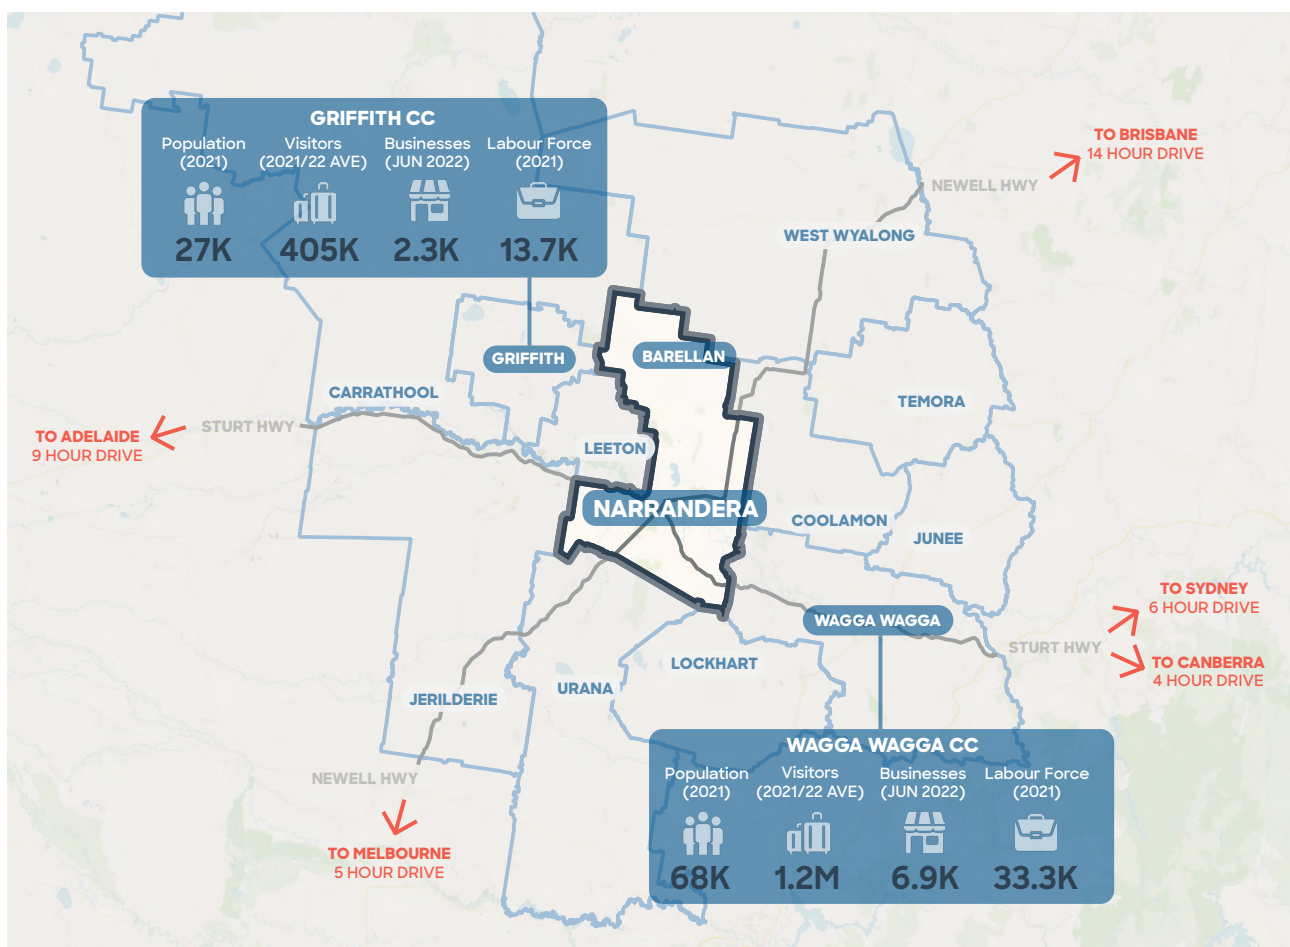 GRIFFITH CC
Population
(2021)
Visitors
(2021/22 AVE)
Businesses
(JUN 2022)
Labour Force
(2021)
27K
405K
2.3K
13.7K
TO BRISBANE
14 HOUR DRIVE
NEWELL HWY
WEST WYALONG
GRIFFITH
BARELLAN
CARRATHOOL
TEMORA
STURT HWY
TO ADELAIDE
9 HOUR DRIVE
LEETON
NARRANDERA
COOLAMON
JUNEE
TO SYDNEY
6 HOUR DRIVE
WAGGA WAGGA
STURT HWY
LOCKHART
TO CANBERRA
4 HOUR DRIVE
URANA
JERILDERIE
NEWELL HWY
TO MELBOURNE
5 HOUR DRIVE
WAGGA WAGGA CC
Population
(2021)
Visitors
(2021/22 AVE)
Businesses
(JUN 2022)
Labour Force
(2021)
68K
1.2M
6.9K
33.3K